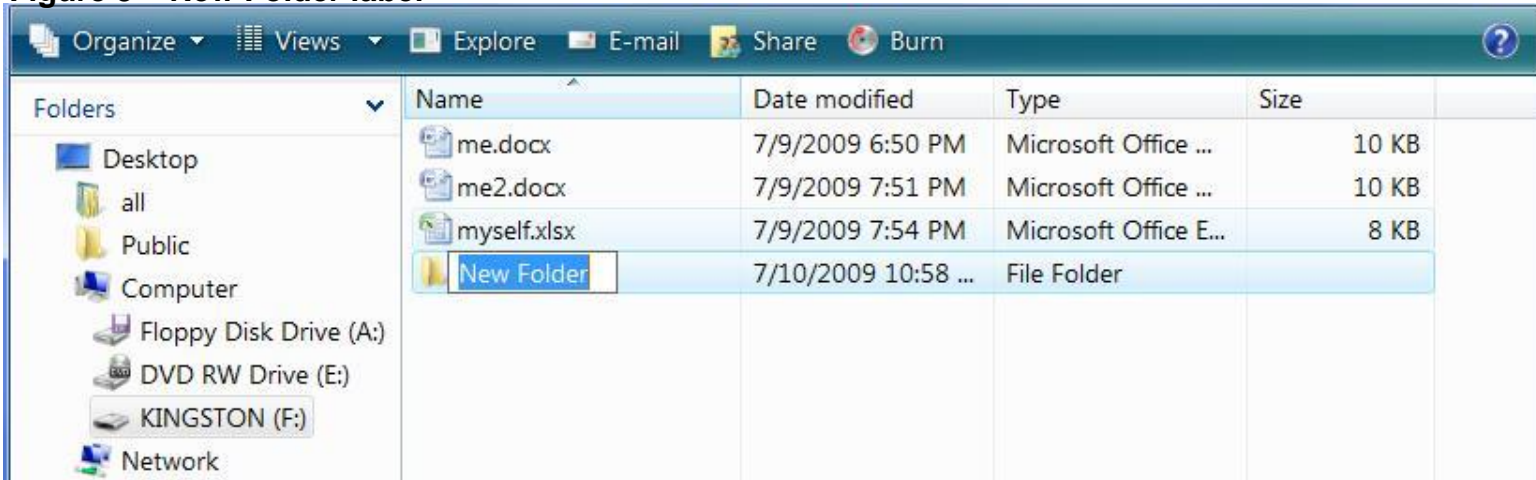 Organize Views Explore E-mail Share Burn
Folders
Desktop
all
Public
Computer
Floppy Disk Drive (A:)
DVD RW Drive (E:)
KINGSTON (F:)
Network
Name Date modified Type Size
me.docx 7/9/2009 6:50 PM Microsoft Office ... 10 KB
me2.docx 7/9/2009 7:51 PM Microsoft Office ... 10 KB
myself.xlsx 7/9/2009 7:54 PM Microsoft Office E... 8 KB
New Folder 7/10/2009 10:58 ... File Folder